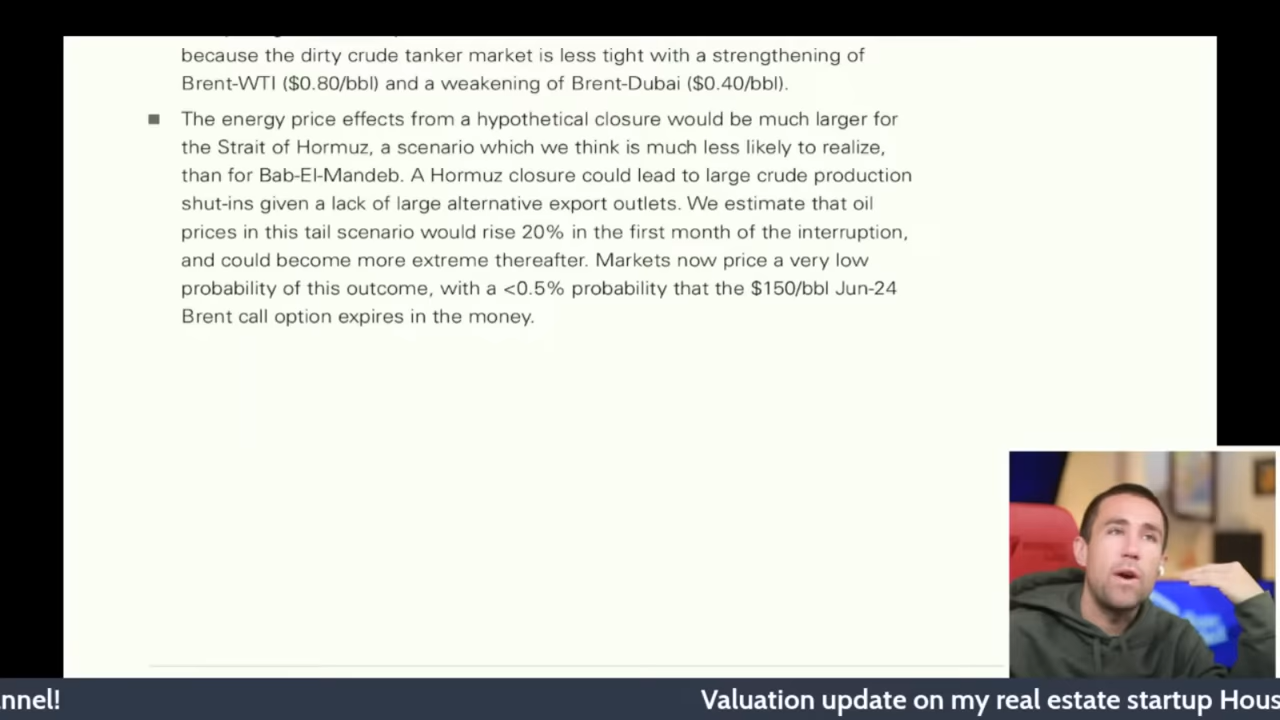 because the dirty crude tanker market is less tight with a strengthening of
Brent-WTI ($0.80/bbl) and a weakening of Brent-Dubai ($0.40/bbl).
■ The energy price effects from a hypothetical closure would be much larger for
the Strait of Hormuz, a scenario which we think is much less likely to realize,
than for Bab-El-Mandeb. A Hormuz closure could lead to large crude production
shut-ins given a lack of large alternative export outlets. We estimate that oil
prices in this tail scenario would rise 20% in the first month of the interruption,
and could become more extreme thereafter. Markets now price a very low
probability of this outcome, with a <0.5% probability that the $150/bbl Jun-24
Brent call option expires in the money.
nnel! Valuation update on my real estate startup Hous